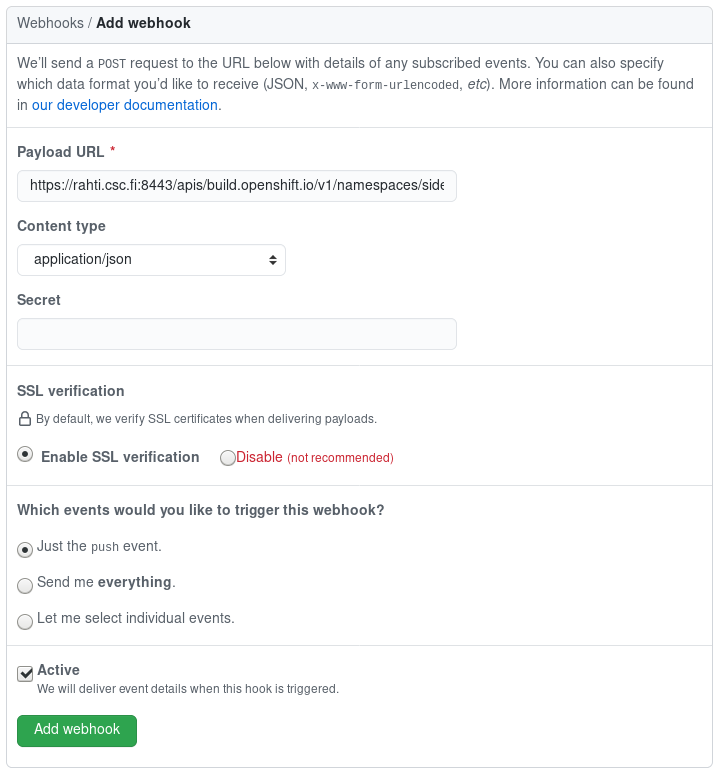 Webhooks / Add webhook
We'll send a POST request to the URL below with details of any subscribed events. You can also specify
which data format you'd like to receive (JSON, x-www-form-urlencoded, etc). More information can be found
in our developer documentation.
Payload URL *
https://rahti.csc.fi:8443/apis/build.openshift.io/v1/namespaces/side
Content type
application/json
Secret
SSL verification
By default, we verify SSL certificates when delivering payloads.
Enable SSL verification Disable (not recommended)
Which events would you like to trigger this webhook?
Just the push event.
Send me everything.
Let me select individual events.
Active
We will deliver event details when this hook is triggered.
Add webhook